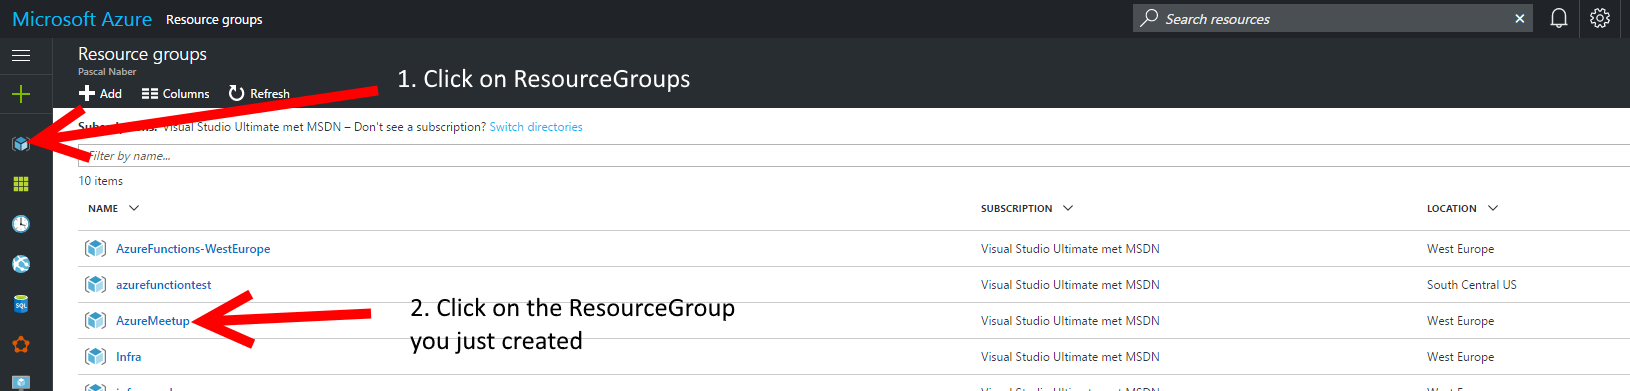 Microsoft Azure Resource groups Search resources
Resource groups
Pascal Naber
1. Click on ResourceGroups
Add Columns Refresh
Visual Studio Ultimate met MSDN – Don't see a subscription? Switch directories
Filter by name...
10 items
NAME SUBSCRIPTION LOCATION
AzureFunctions-WestEurope Visual Studio Ultimate met MSDN West Europe
azurefunctiontest Visual Studio Ultimate met MSDN South Central US
2. Click on the ResourceGroup
AzureMeetup Visual Studio Ultimate met MSDN West Europe
you just created
Infra Visual Studio Ultimate met MSDN West Europe
SQL